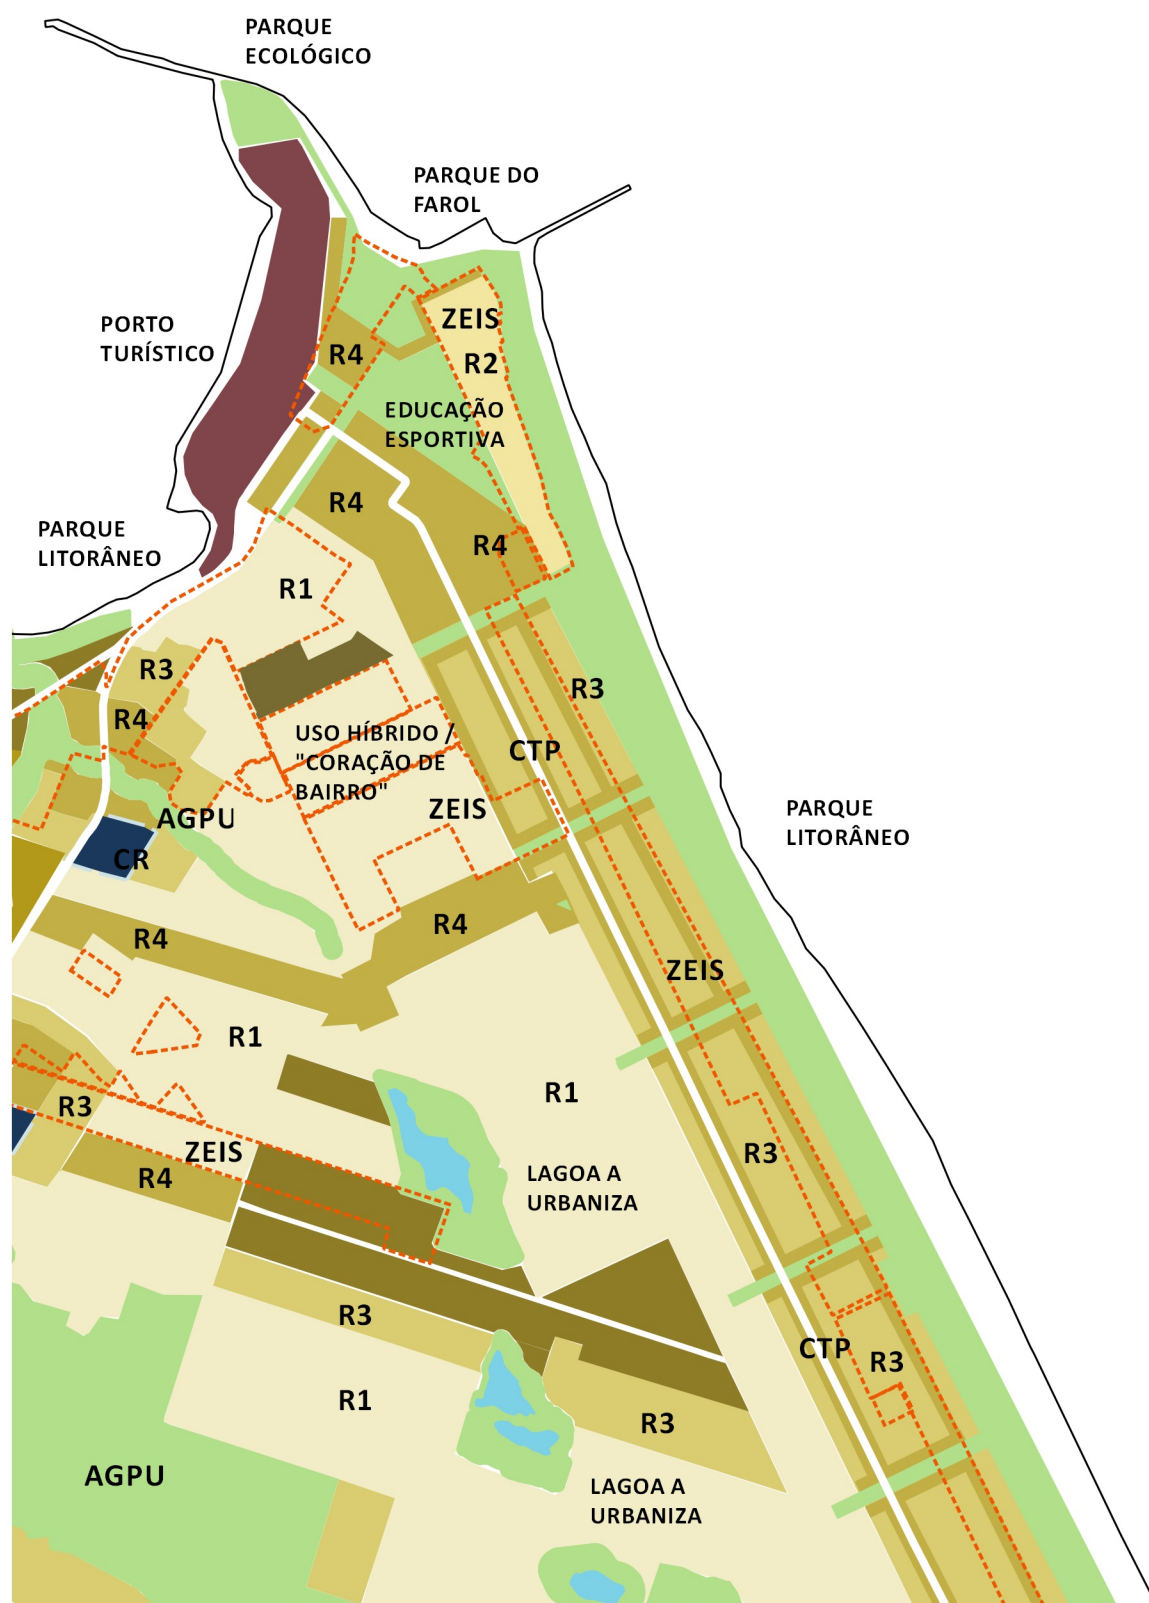 PARQUE
ECOLÓGICO
PARQUE DO
FAROL
ZEIS
PORTO
TURÍSTICO
R4
R2
EDUCAÇÃO
ESPORTIVA
R4
PARQUE
LITORÂNEO
R4
R1
R3
R3
R4
USO HÍBRIDO /
"CORAÇÃO DE
BAIRRO"
CTP
ZEIS
AGPU
PARQUE
LITORÂNEO
CR
R4
R4
ZEIS
R1
R1
R3
ZEIS
R3
R4
LAGOA A
URBANIZA
R3
CTP
R3
R1
R3
AGPU
LAGOA A
URBANIZA